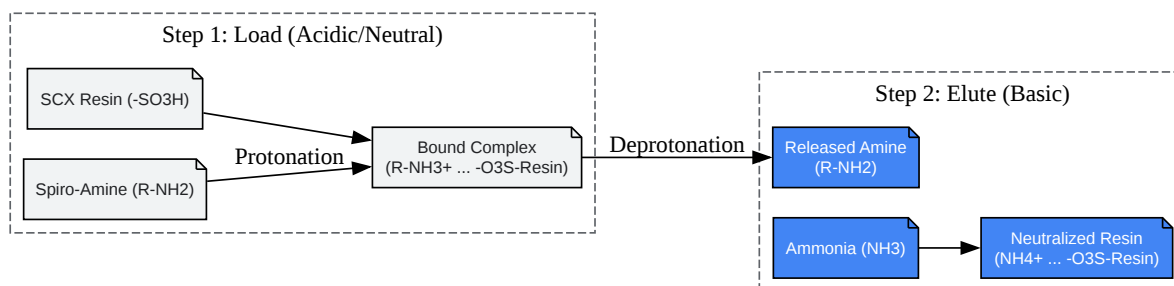 Step 1: Load (Acidic/Neutral)
SCX Resin (-SO3H)
Spiro-Amine (R-NH2)
Protonation
Bound Complex
(R-NH3+ ... -O3S-Resin)
Deprotonation
Step 2: Elute (Basic)
Released Amine
(R-NH2)
Ammonia (NH3)
Neutralized Resin
(NH4+ ... -O3S-Resin)